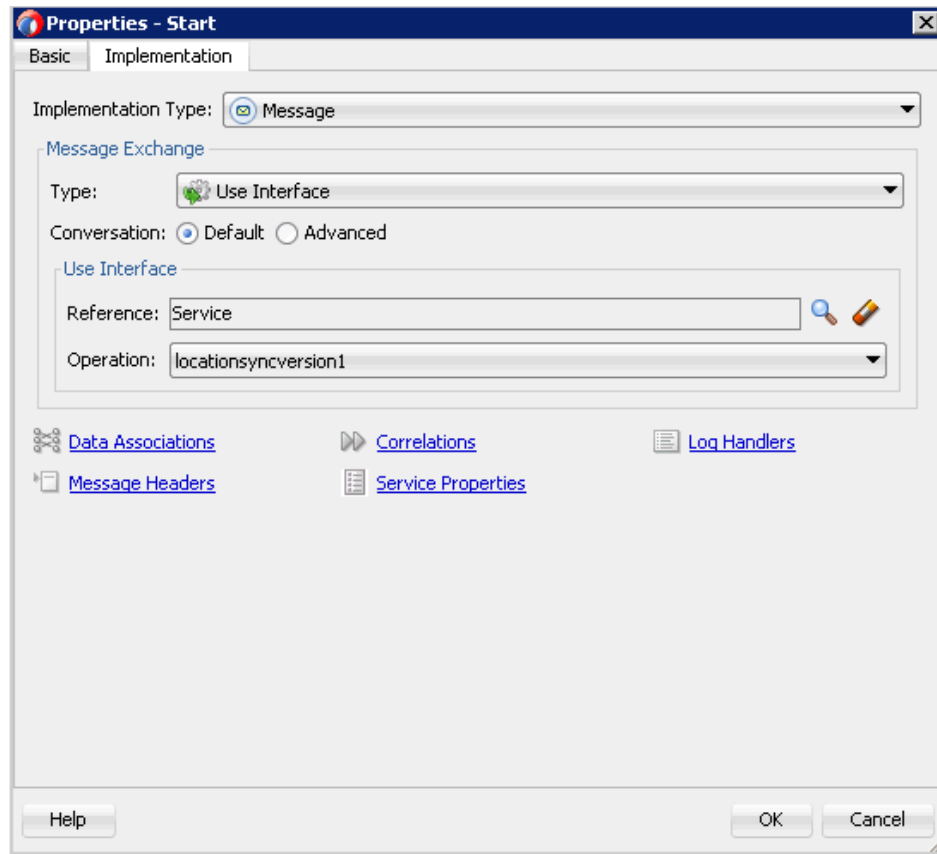 Properties - Start
Basic Implementation
Implementation Type: Message
Message Exchange
Type: Use Interface
Conversation: Default Advanced
Use Interface
Reference: Service
Operation: locationsyncversion1
Data Associations Correlations Log Handlers
Message Headers Service Properties
Help OK Cancel